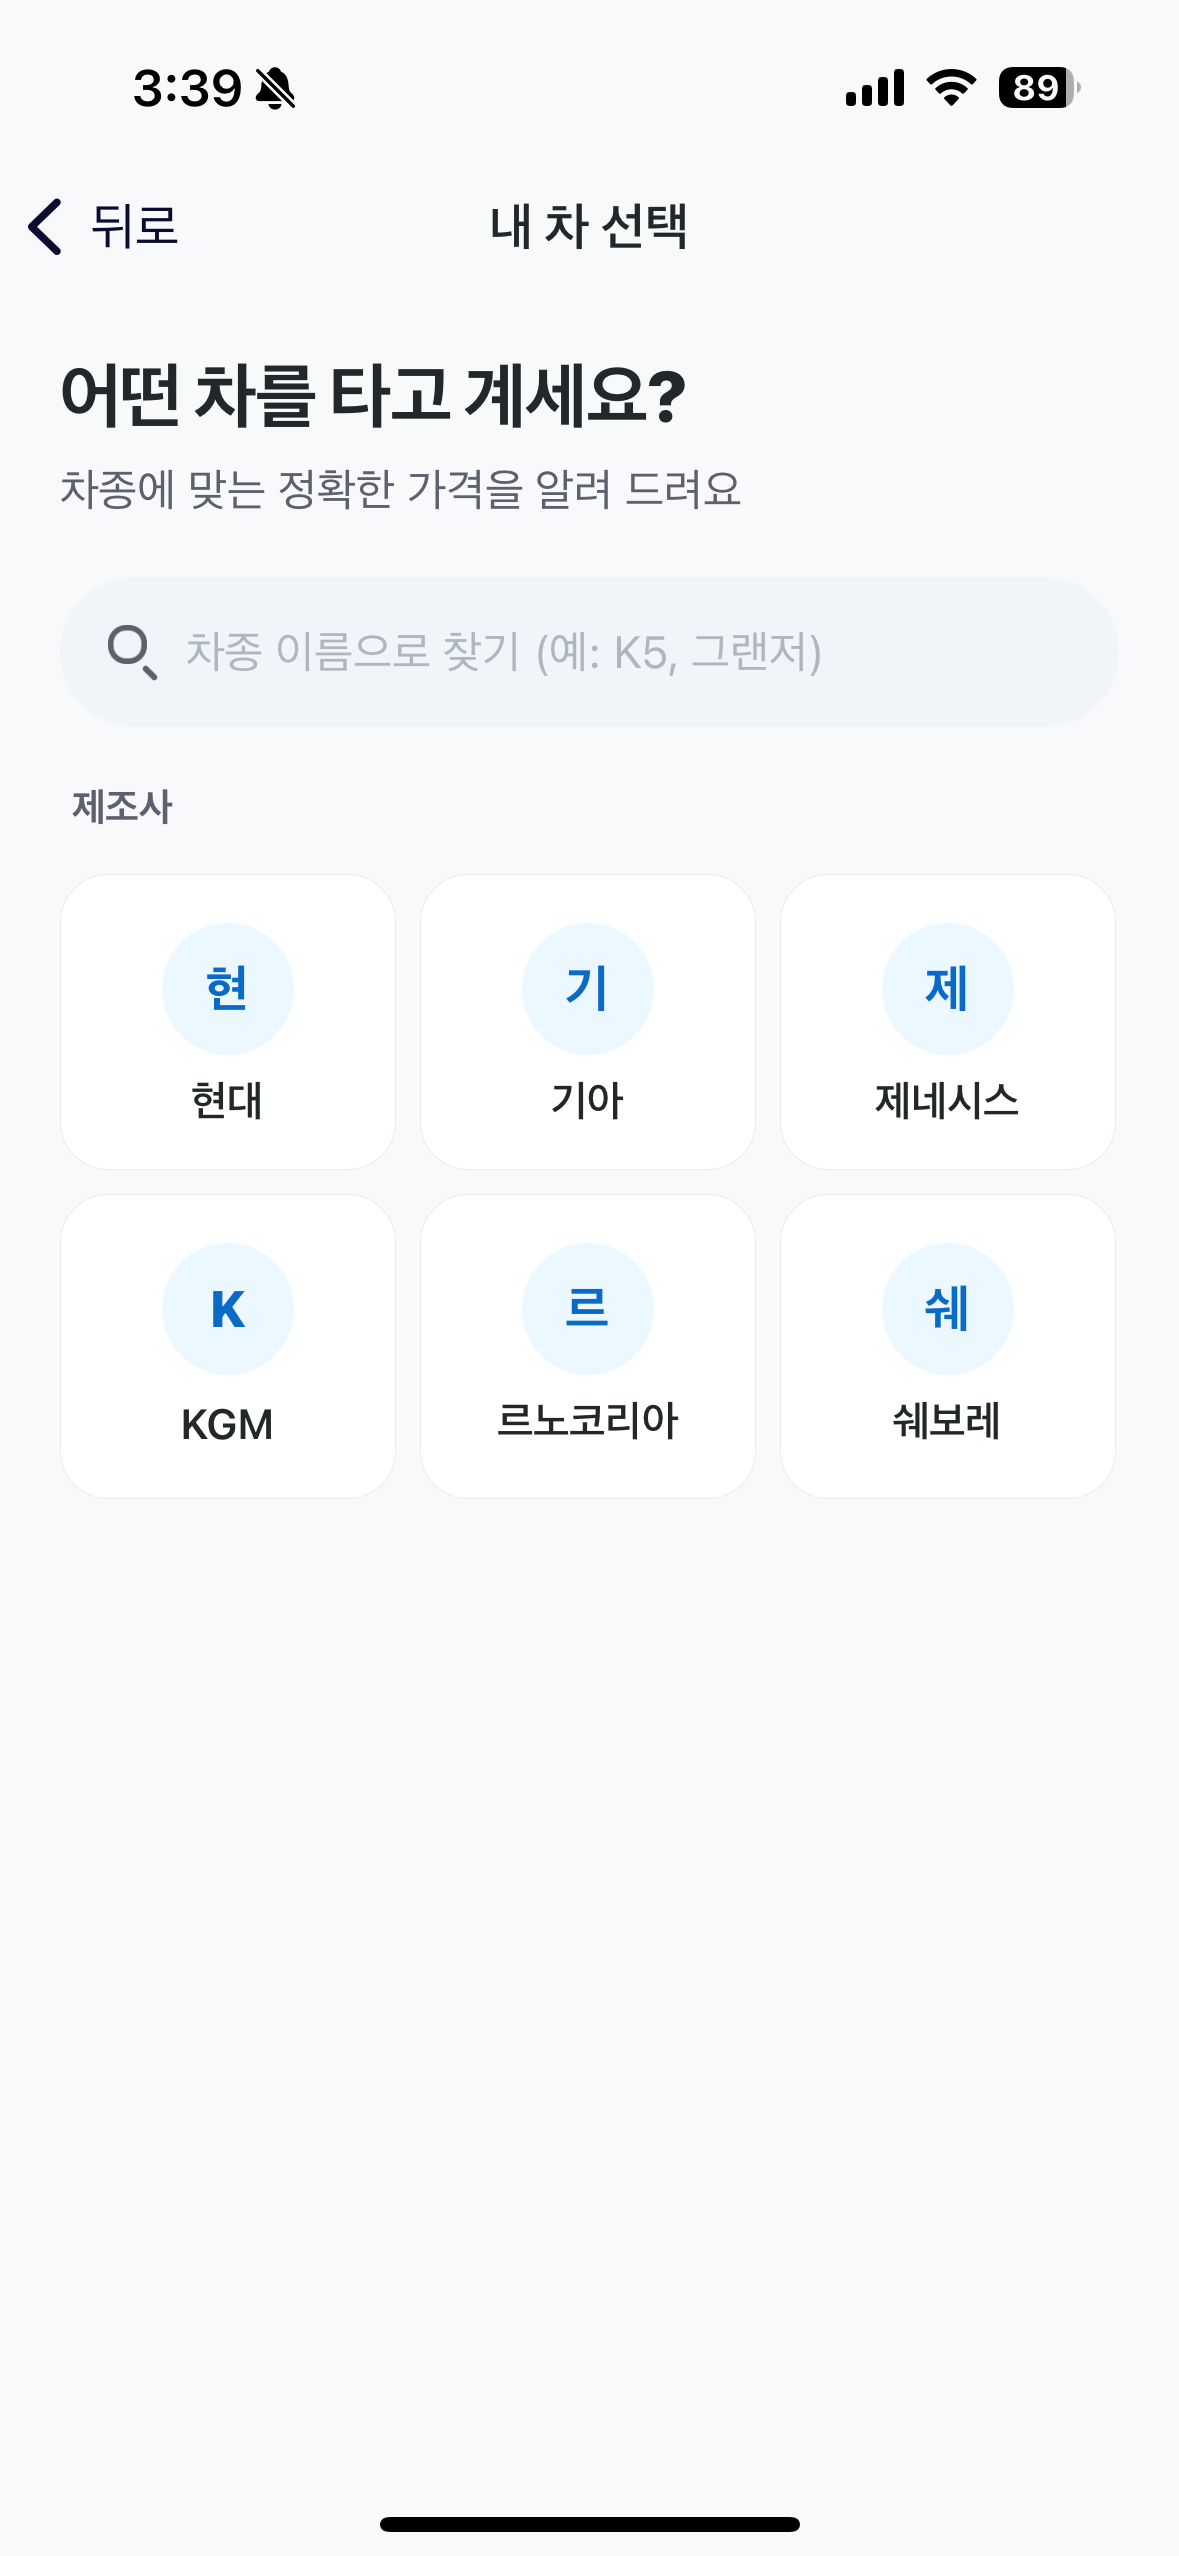 3:39
89
뒤로
내 차 선택
어떤 차를 타고 계세요?
차종에 맞는 정확한 가격을 알려 드려요
차종 이름으로 찾기 (예: K5, 그랜저)
제조사
현
기
제
현대
기아
제네시스
K
르
쉐
KGM
르노코리아
쉐보레